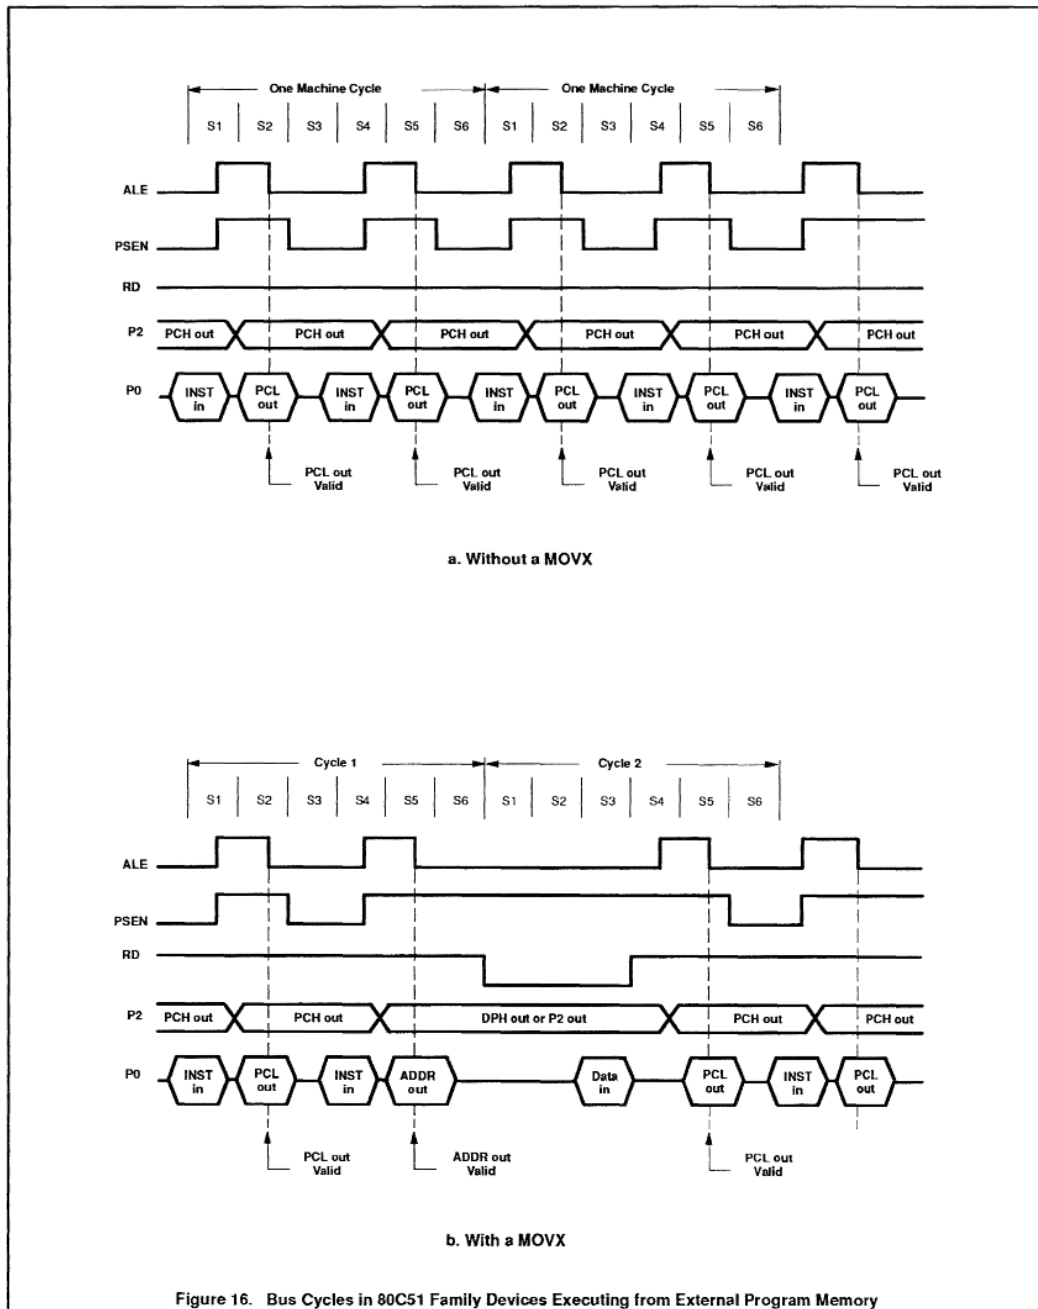 One Machine Cycle One Machine Cycle
S1 S2 S3 S4 S5 S6 S1 S2 S3 S4 S5 S6
ALE
PSEN
RD
P2 PCH out PCH out PCH out PCH out PCH out PCH out
P0 INST in PCL out INST in PCL out INST in PCL out INST in PCL out INST in PCL out
PCL out PCL out PCL out PCL out PCL out
Valid Valid Valid Valid Valid
a. Without a MOVX
Cycle 1 Cycle 2
S1 S2 S3 S4 S5 S6 S1 S2 S3 S4 S5 S6
ALE
PSEN
RD
P2 PCH out PCH out DPH out or P2 out PCH out PCH out
P0 INST in PCL out INST in ADDR out Data in PCL out INST in PCL out
PCL out ADDR out PCL out
Valid Valid Valid
b. With a MOVX
Figure 16. Bus Cycles in 80C51 Family Devices Executing from External Program Memory